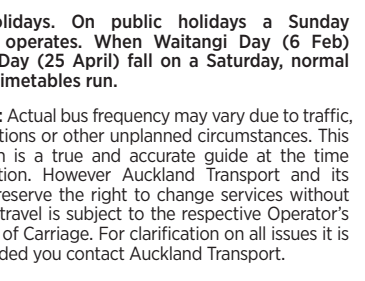 olidays. On public holidays a Sunday
operates. When Waitangi Day (6 Feb)
Day (25 April) fall on a Saturday, normal
imetables run.
: Actual bus frequency may vary due to traffic,
tions or other unplanned circumstances. This
n is a true and accurate guide at the time
tion. However Auckland Transport and its
reserve the right to change services without
travel is subject to the respective Operator's
of Carriage. For clarification on all issues it is
ded you contact Auckland Transport.